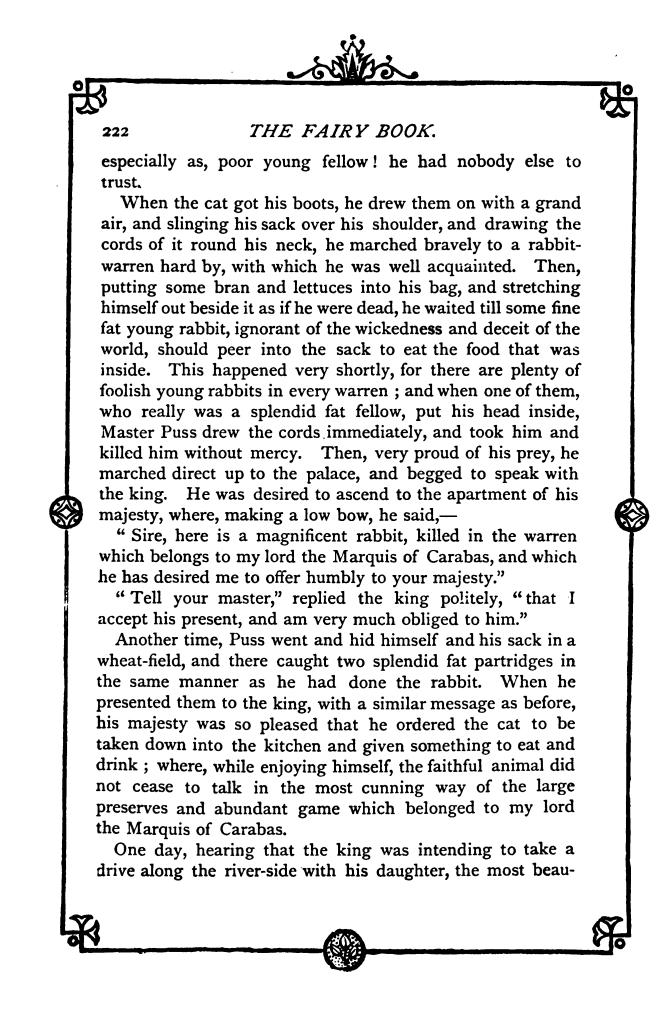 222 THE FAIRY BOOK.
especially as, poor young fellow! he had nobody else to
trust.
When the cat got his boots, he drew them on with a grand
air, and slinging his sack over his shoulder, and drawing the
cords of it round his neck, he marched bravely to a rabbit-
warren hard by, with which he was well acquainted. Then,
putting some bran and lettuces into his bag, and stretching
himself out beside it as if he were dead, he waited till some fine
fat young rabbit, ignorant of the wickedness and deceit of the
world, should peer into the sack to eat the food that was
inside. This happened very shortly, for there are plenty of
foolish young rabbits in every warren ; and when one of them,
who really was a splendid fat fellow, put his head inside,
Master Puss drew the cords immediately, and took him and
killed him without mercy. Then, very proud of his prey, he
marched direct up to the palace, and begged to speak with
the king. He was desired to ascend to the apartment of his
majesty, where, making a low bow, he said,—
“ Sire, here is a magnificent rabbit, killed in the warren
which belongs to my lord the Marquis of Carabas, and which
he has desired me to offer humbly to your majesty.”
“ Tell your master,” replied the king politely, “ that I
accept his present, and am very much obliged to him.”
Another time, Puss went and hid himself and his sack in a
wheat-field, and there caught two splendid fat partridges in
the same manner as he had done the rabbit. When he
presented them to the king, with a similar message as before,
his majesty was so pleased that he ordered the cat to be
taken down into the kitchen and given something to eat and
drink ; where, while enjoying himself, the faithful animal did
not cease to talk in the most cunning way of the large
preserves and abundant game which belonged to my lord
the Marquis of Carabas.
One day, hearing that the king was intending to take a
drive along the river-side with his daughter, the most beau-